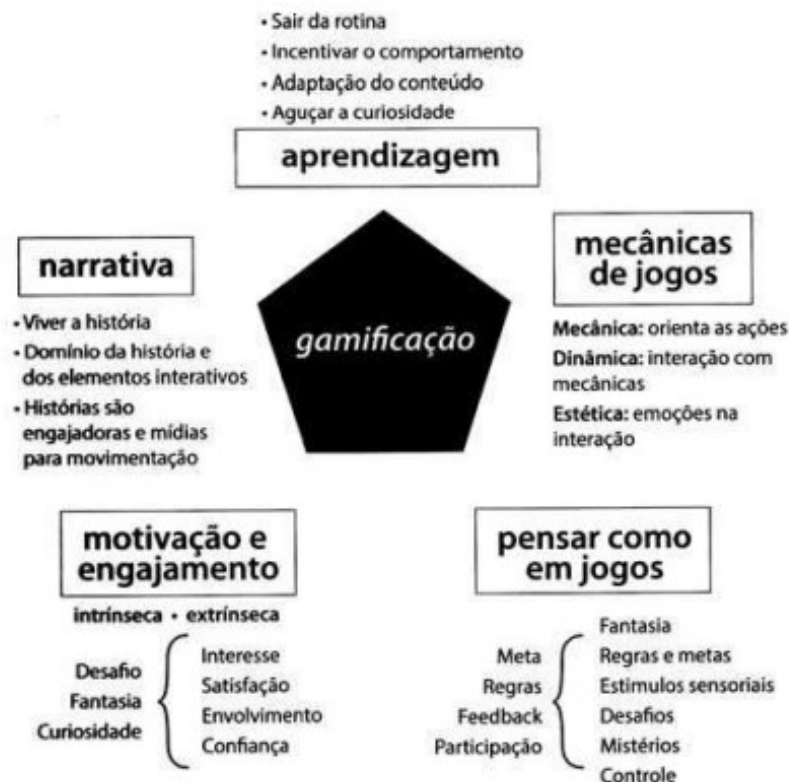 • Sair da rotina
• Incentivar o comportamento
• Adaptação do conteúdo
• Aguçar a curiosidade
aprendizagem
narrativa
• Viver a história
• Domínio da história e
dos elementos interativos
• Histórias são
engajadoras e mídias
para movimentação
gamificação
mecânicas
de jogos
Mecânica: orienta as ações
Dinâmica: interação com
mecânicas
Estética: emoções na
interação
motivação e
engajamento
intrínseca • extrínseca
Desafio
Fantasia
Curiosidade
Interesse
Satisfação
Envolvimento
Confiança
pensar como
em jogos
Meta
Regras
Feedback
Participação
Fantasia
Regras e metas
Estimulos sensoriais
Desafios
Mistérios
Controle